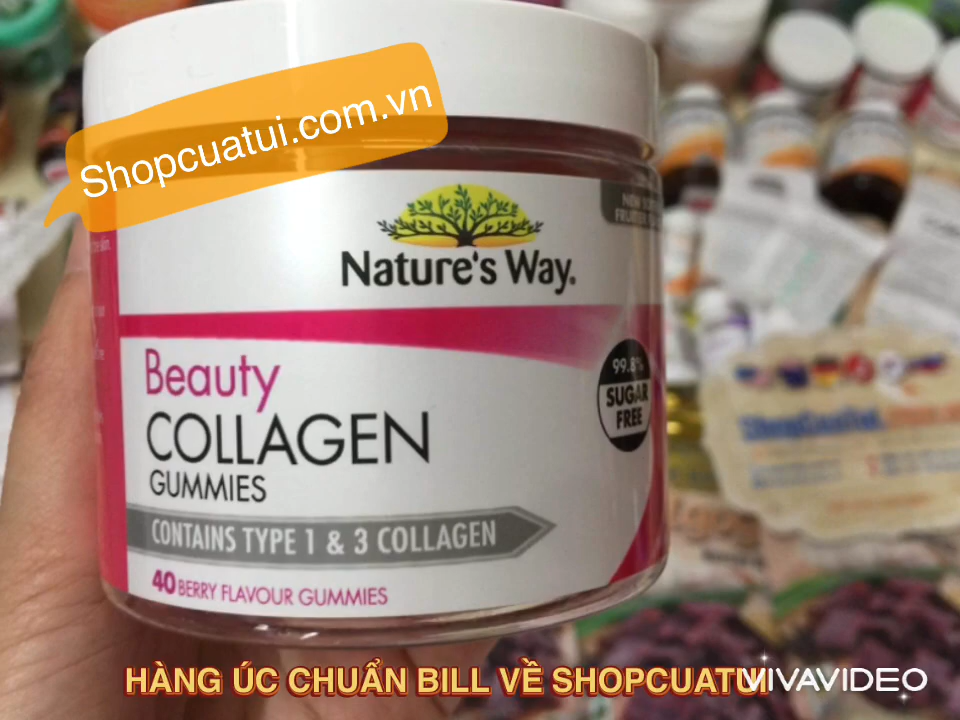 Shopcuatui.com.vn
Nature's Way.
Beauty
COLLAGEN
GUMMIES
99.8%
SUGAR
FREE
CONTAINS TYPE 1 & 3 COLLAGEN
40 BERRY FLAVOUR GUMMIES
HÀNG ÚC CHUẨN BILL VỀ SHOPCUATUI
VIVAVIDEO